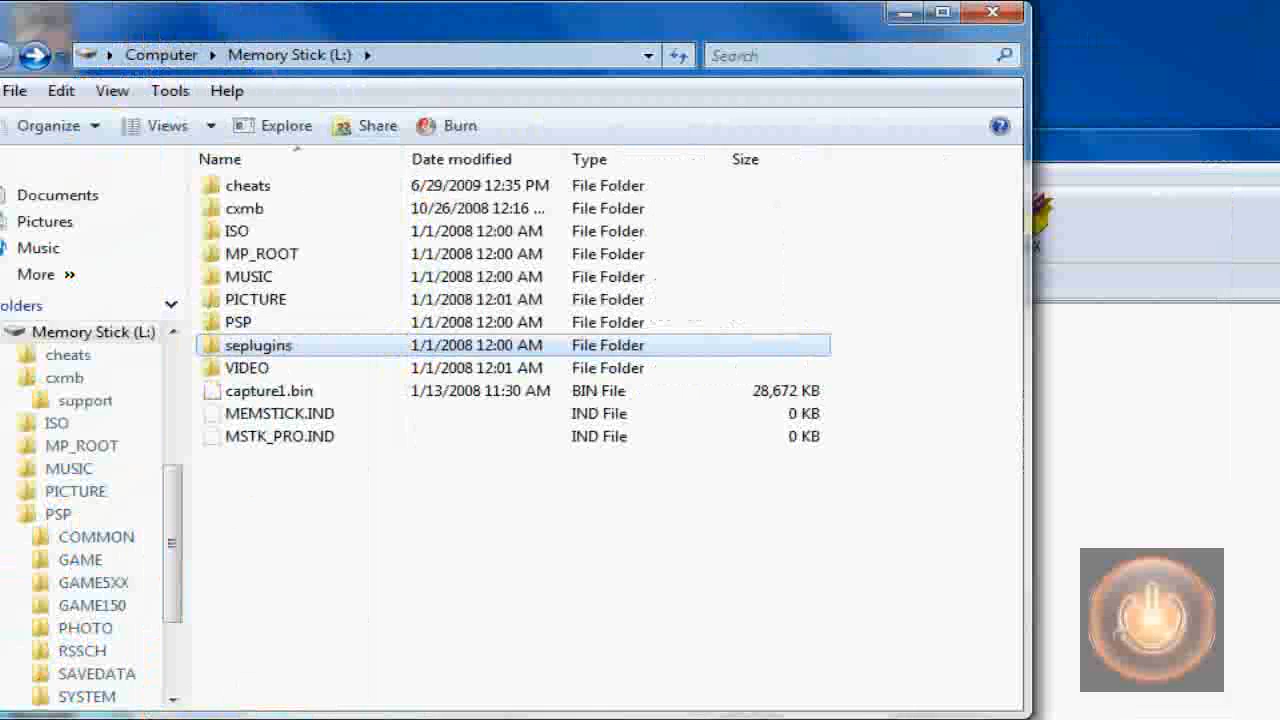 Computer Memory Stick (L:) Search
File Edit View Tools Help
Organize Views Explore Share Burn
Name Date modified Type Size
cheats 6/29/2009 12:35 PM File Folder
cxmb 10/26/2008 12:16 ... File Folder
ISO 1/1/2008 12:00 AM File Folder
MP_ROOT 1/1/2008 12:00 AM File Folder
MUSIC 1/1/2008 12:00 AM File Folder
PICTURE 1/1/2008 12:01 AM File Folder
PSP 1/1/2008 12:00 AM File Folder
seplugins 1/1/2008 12:00 AM File Folder
VIDEO 1/1/2008 12:01 AM File Folder
capture1.bin 1/13/2008 11:30 AM BIN File 28,672 KB
MEMSTICK.IND IND File 0 KB
MSTK_PRO.IND IND File 0 KB
Documents
Pictures
Music
More »
olders
Memory Stick (L:)
cheats
cxmb
support
ISO
MP_ROOT
MUSIC
PICTURE
PSP
COMMON
GAME
GAME5XX
GAME150
PHOTO
RSSCH
SAVEDATA
SYSTEM